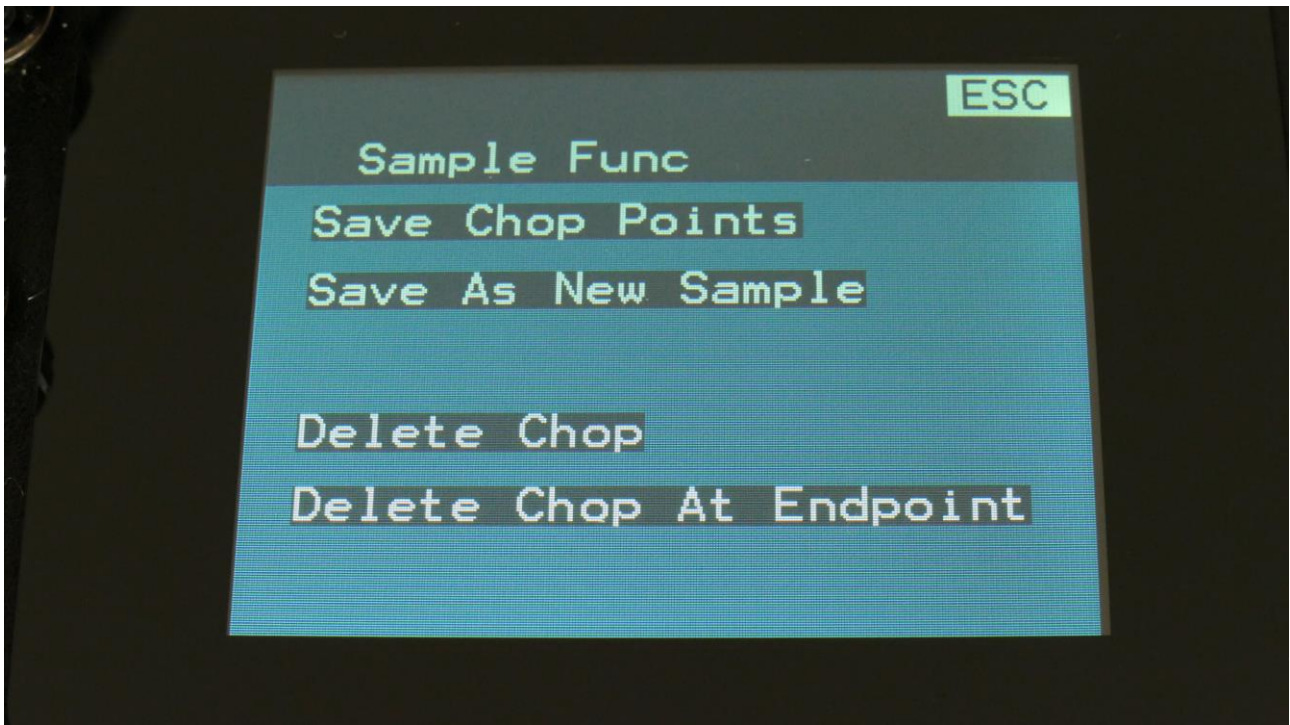 ESC
Sample Func
Save Chop Points
Save As New Sample
Delete Chop
Delete Chop At Endpoint